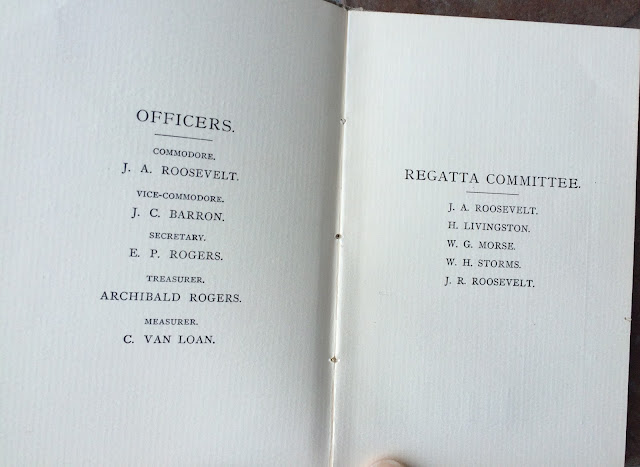 OFFICERS.
COMMODORE.
J. A. ROOSEVELT.
VICE-COMMODORE.
J. C. BARRON.
SECRETARY.
E. P. ROGERS.
TREASURER.
ARCHIBALD ROGERS.
MEASURER.
C. VAN LOAN.
REGATTA COMMITTEE.
J. A. ROOSEVELT.
H. LIVINGSTON.
W. G. MORSE.
W. H. STORMS.
J. R. ROOSEVELT.